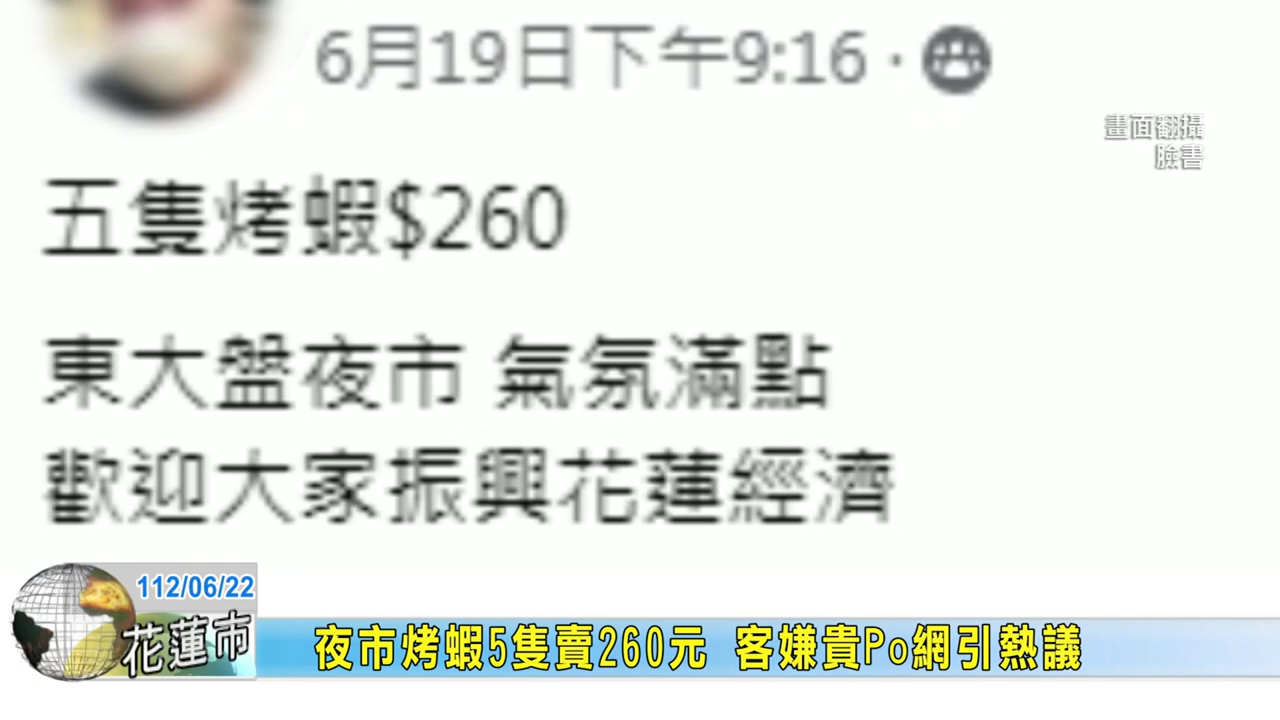 6月19日下午9:16 ·
畫面翻攝
臉書
五隻烤蝦$260
東大盤夜市 氣氛滿點
歡迎大家振興花蓮經濟
112/06/22
花蓮市
夜市烤蝦5隻賣260元 客嫌貴Po網引熱議